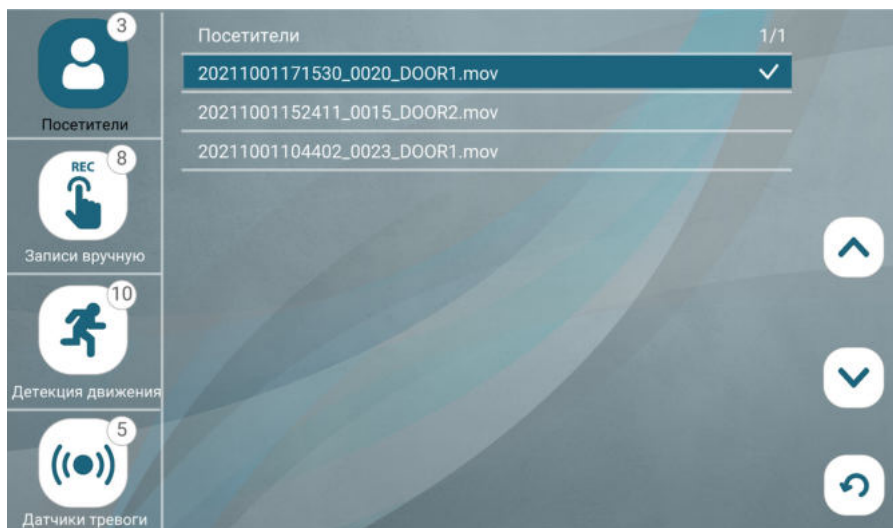 3
Посетители
REC
8
Записи вручную
10
Детекция движения
5
Датчики тревоги
Посетители 1/1
20211001171530_0020_DOOR1.mov
20211001152411_0015_DOOR2.mov
20211001104402_0023_DOOR1.mov